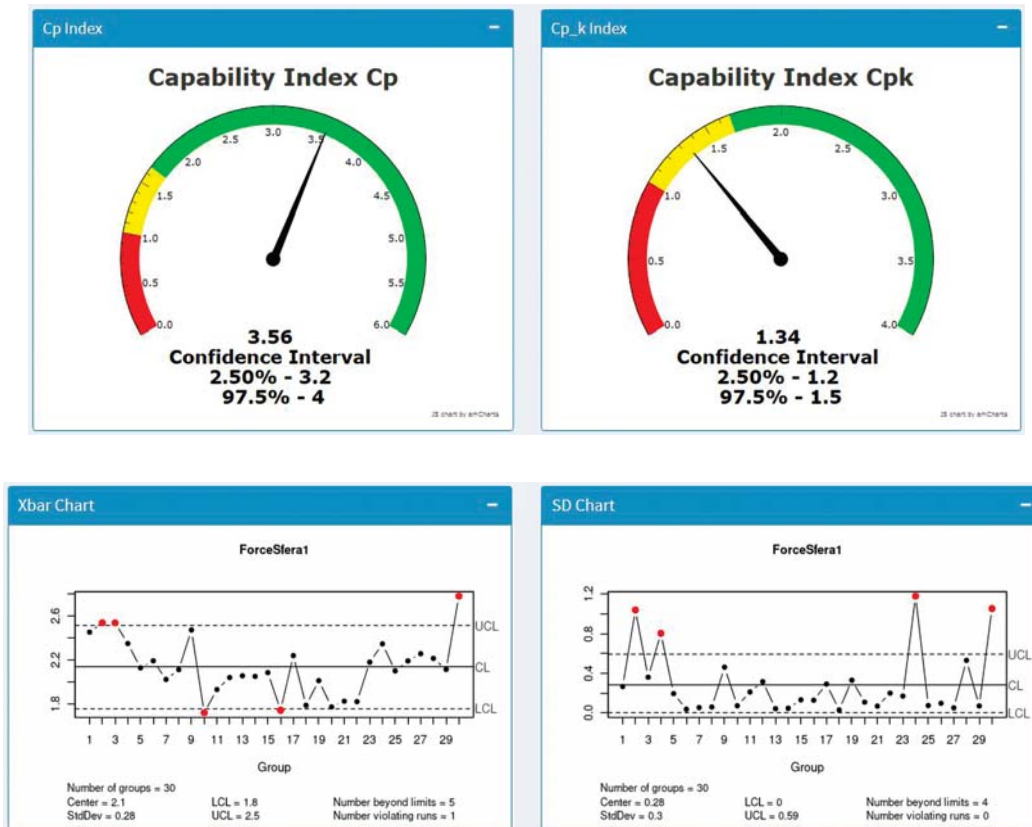 Cp Index
Capability Index Cp
0.0
0.5
1.0
1.5
2.0
2.5
3.0
3.5
4.0
4.5
5.0
5.5
6.0
3.56
Confidence Interval
2.50% - 3.2
97.5% - 4
JS chart by amCharts
Cp_k Index
Capability Index Cpk
0.0
0.5
1.0
1.5
2.0
2.5
3.0
3.5
4.0
1.34
Confidence Interval
2.50% - 1.2
97.5% - 1.5
JS chart by amCharts
Xbar Chart
ForceSfera1
2.6
2.2
1.8
UCL
CL
LCL
1 3 5 7 9 11 13 15 17 19 21 23 25 27 29
Group
Number of groups = 30
Center = 2.1 LCL = 1.8 Number beyond limits = 5
StdDev = 0.28 UCL = 2.5 Number violating runs = 1
SD Chart
ForceSfera1
1.2
0.8
0.4
0.0
UCL
CL
LCL
1 3 5 7 9 11 13 15 17 19 21 23 25 27 29
Group
Number of groups = 30
Center = 0.28 LCL = 0 Number beyond limits = 4
StdDev = 0.3 UCL = 0.59 Number violating runs = 0